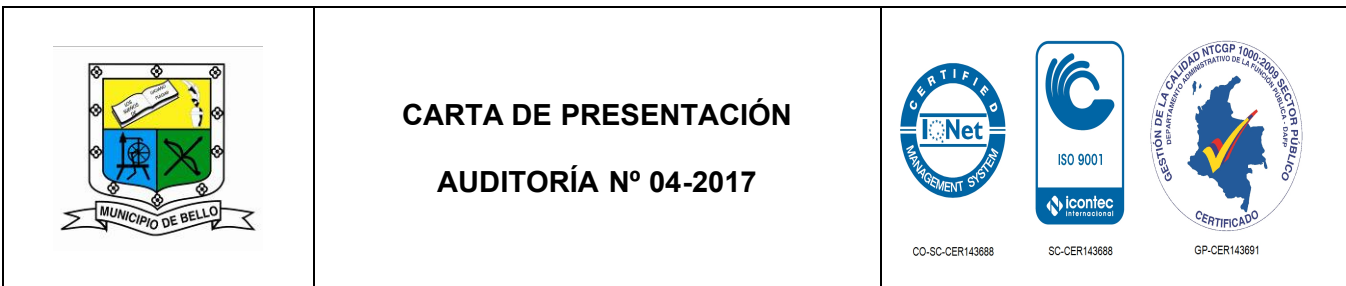 MUNICIPIO DE BELLO
CARTA DE PRESENTACIÓN
AUDITORÍA Nº 04-2017
CERTIFIED
IQNet
MANAGEMENT SYSTEM
CO-SC-CER143688
ISO 9001
icontec
internacional
SC-CER143688
GESTIÓN DE LA CALIDAD NTCGP 1000:2009 SECTOR PÚBLICO
DEPARTAMENTO ADMINISTRATIVO DE LA FUNCIÓN PÚBLICA - DAFP
CERTIFICADO
GP-CER143691